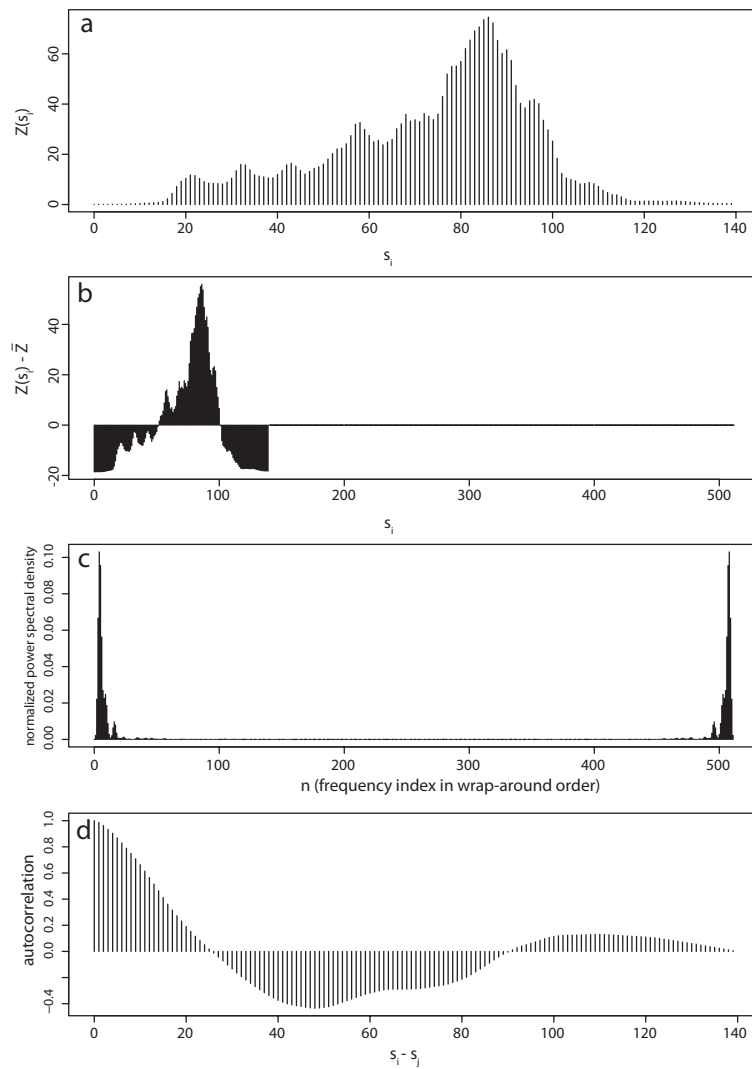 a
Z(s_i)
0 20 40 60
0 20 40 60 80 100 120 140
s_i
b
Z(s_i) - Z̄
-20 0 20 40
0 100 200 300 400 500
s_i
c
normalized power spectral density
0.00 0.02 0.04 0.06 0.08 0.10
0 100 200 300 400 500
n (frequency index in wrap-around order)
d
autocorrelation
-0.4 0.0 0.2 0.4 0.6 0.8 1.0
0 20 40 60 80 100 120 140
s_i - s_j